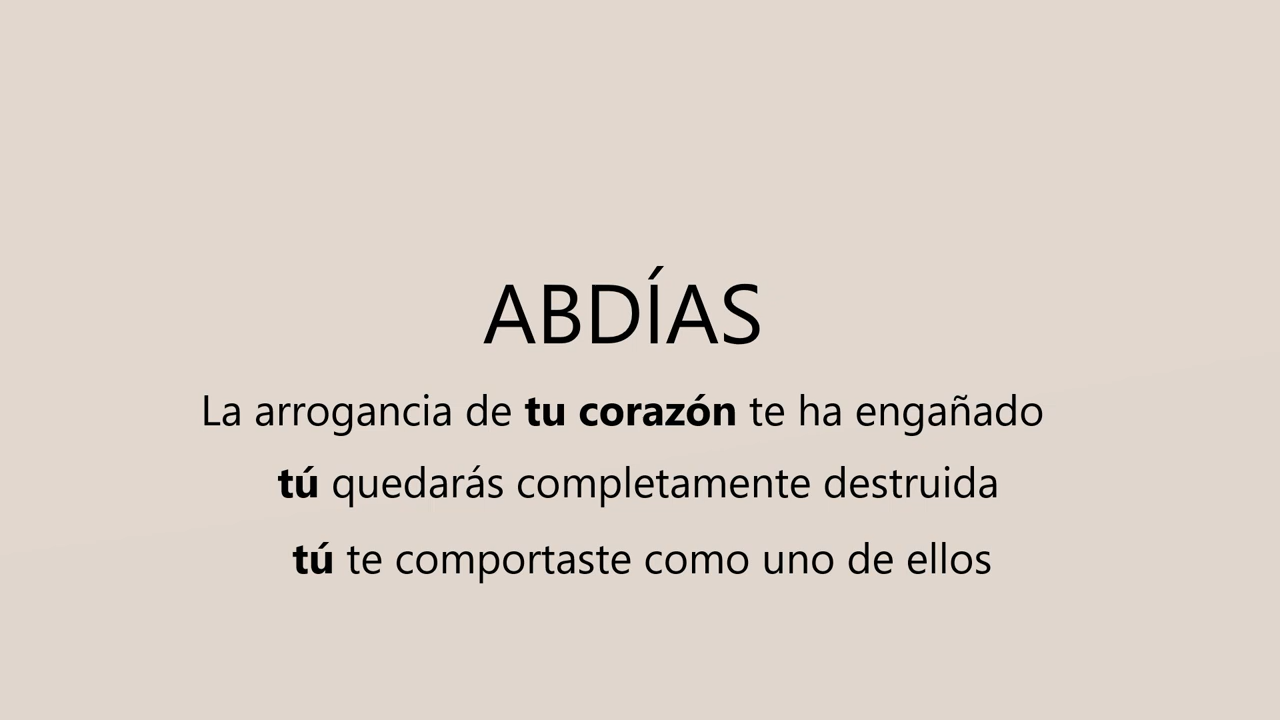 ABDÍAS
La arrogancia de tu corazón te ha engañado
tú quedarás completamente destruida
tú te comportaste como uno de ellos